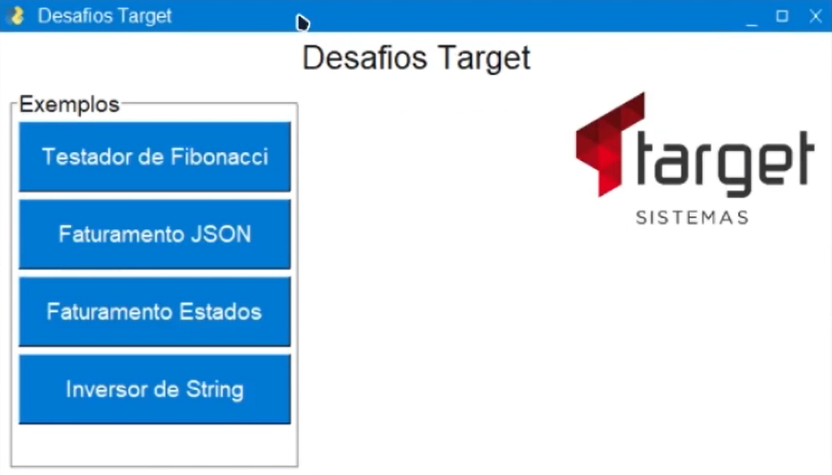 Desafios Target
Desafios Target
Exemplos
Testador de Fibonacci
Faturamento JSON
Faturamento Estados
Inversor de String
target
SISTEMAS